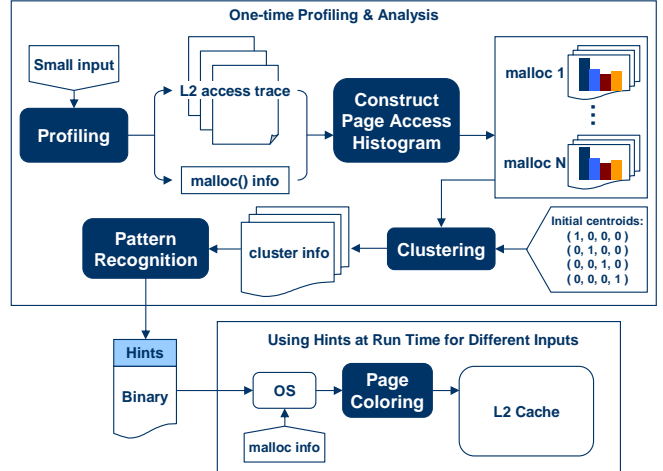 One-time Profiling & Analysis
Small input
Profiling
L2 access trace
malloc() info
Construct
Page Access
Histogram
malloc 1
malloc N
Initial centroids:
( 1, 0, 0, 0 )
( 0, 1, 0, 0 )
( 0, 0, 1, 0 )
( 0, 0, 0, 1 )
Clustering
cluster info
Pattern
Recognition
Hints
Binary
Using Hints at Run Time for Different Inputs
OS
malloc info
Page
Coloring
L2 Cache